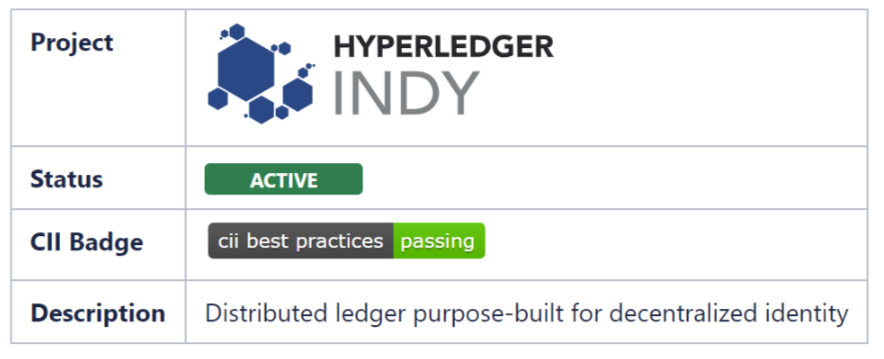 Project
HYPERLEDGER
INDY
Status
ACTIVE
CII Badge
cii best practices passing
Description
Distributed ledger purpose-built for decentralized identity